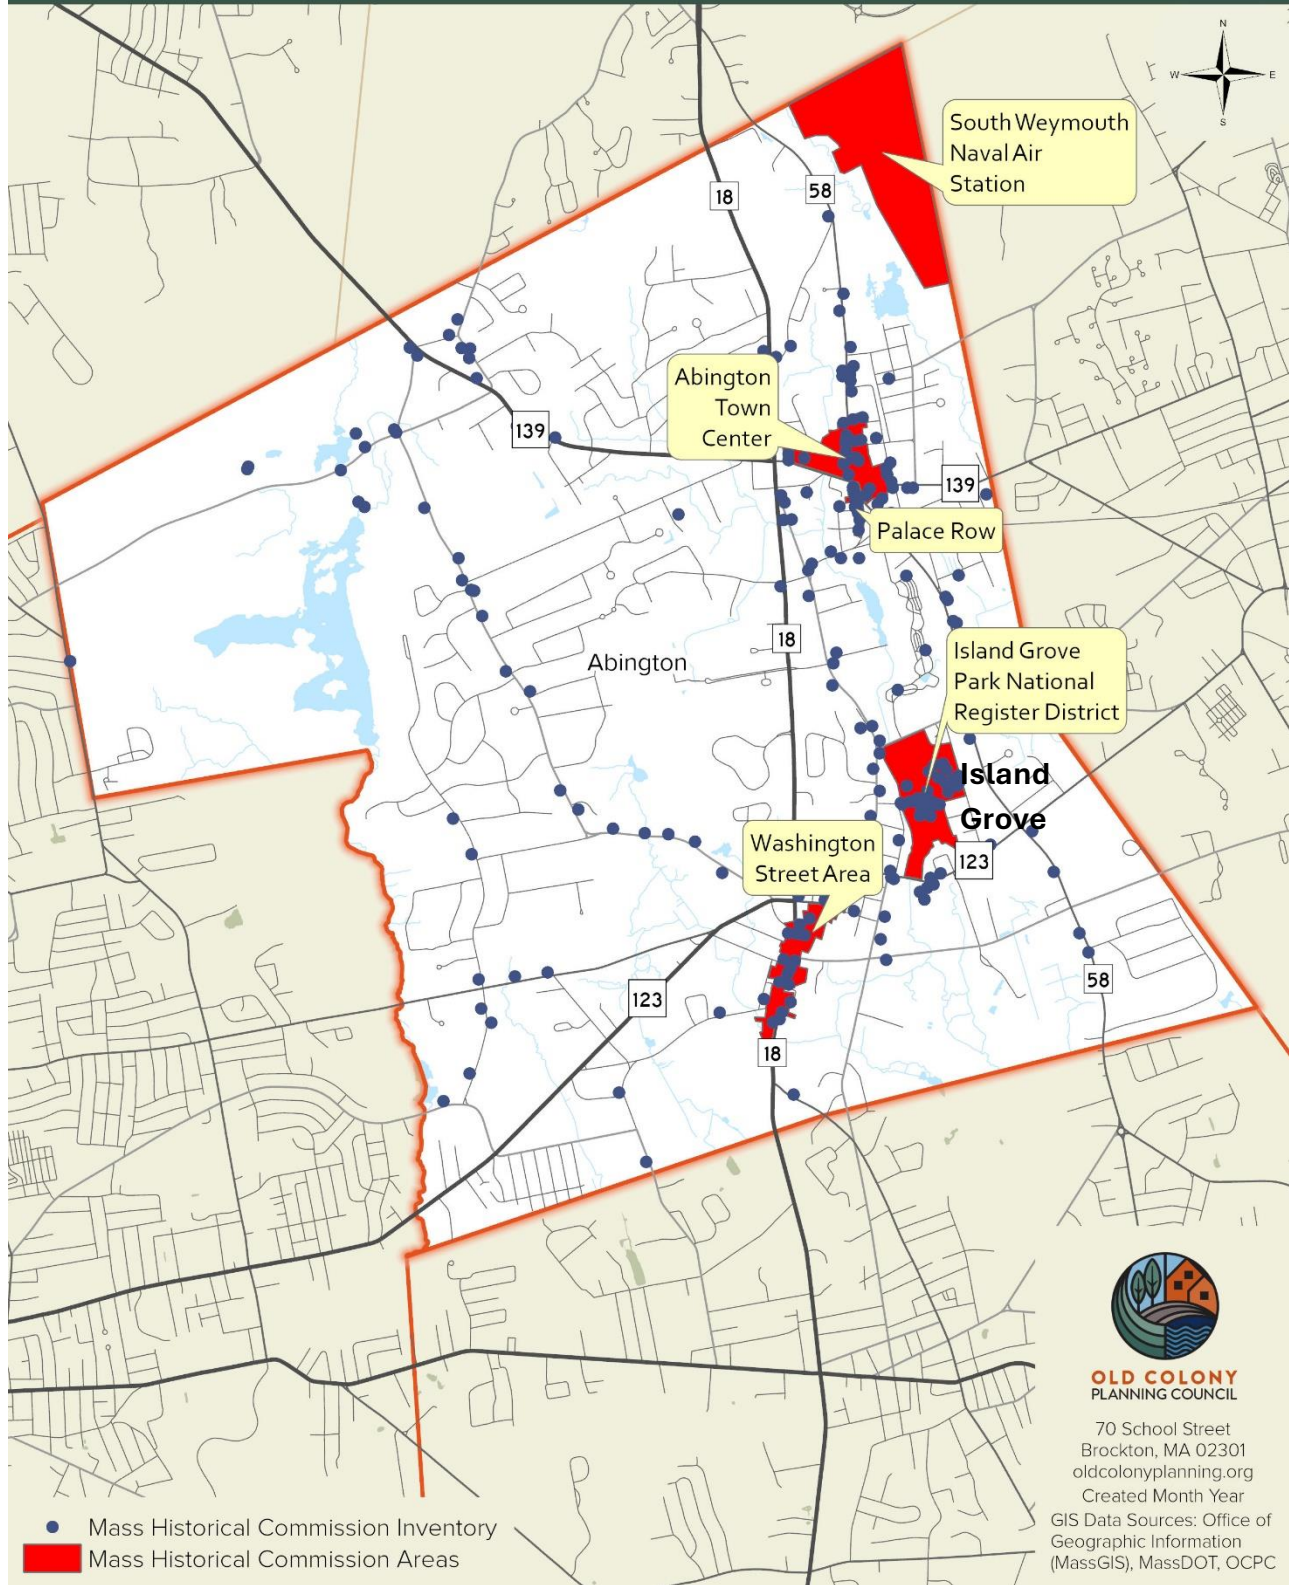 N
W E
S
South Weymouth
Naval Air
Station
18
58
Abington
Town
Center
139
139
Palace Row
18
Abington
Island Grove
Park National
Register District
Island
Grove
Washington
Street Area
123
123
58
18
OLD COLONY
PLANNING COUNCIL
70 School Street
Brockton, MA 02301
oldcolonyplanning.org
Created Month Year
GIS Data Sources: Office of
Geographic Information
(MassGIS), MassDOT, OCPC
Mass Historical Commission Inventory
Mass Historical Commission Areas